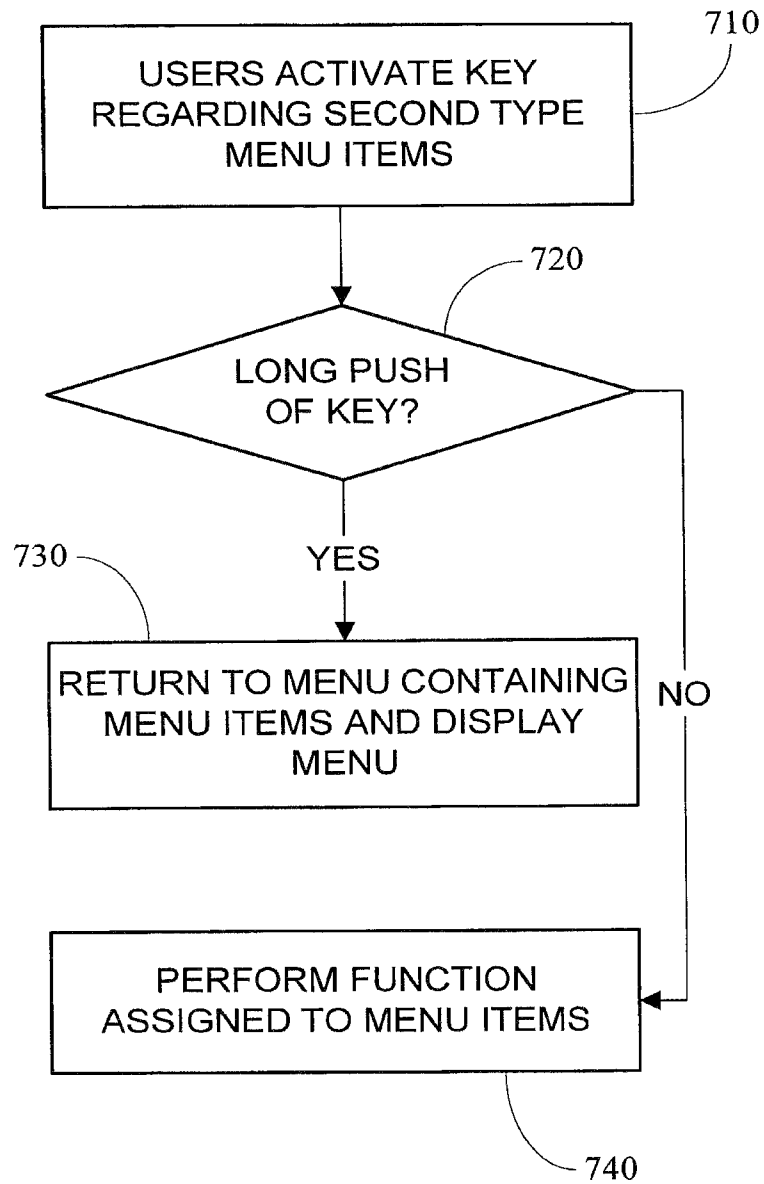 710
USERS ACTIVATE KEY
REGARDING SECOND TYPE
MENU ITEMS
720
LONG PUSH
OF KEY?
730
YES
RETURN TO MENU CONTAINING
MENU ITEMS AND DISPLAY
MENU
NO
PERFORM FUNCTION
ASSIGNED TO MENU ITEMS
740